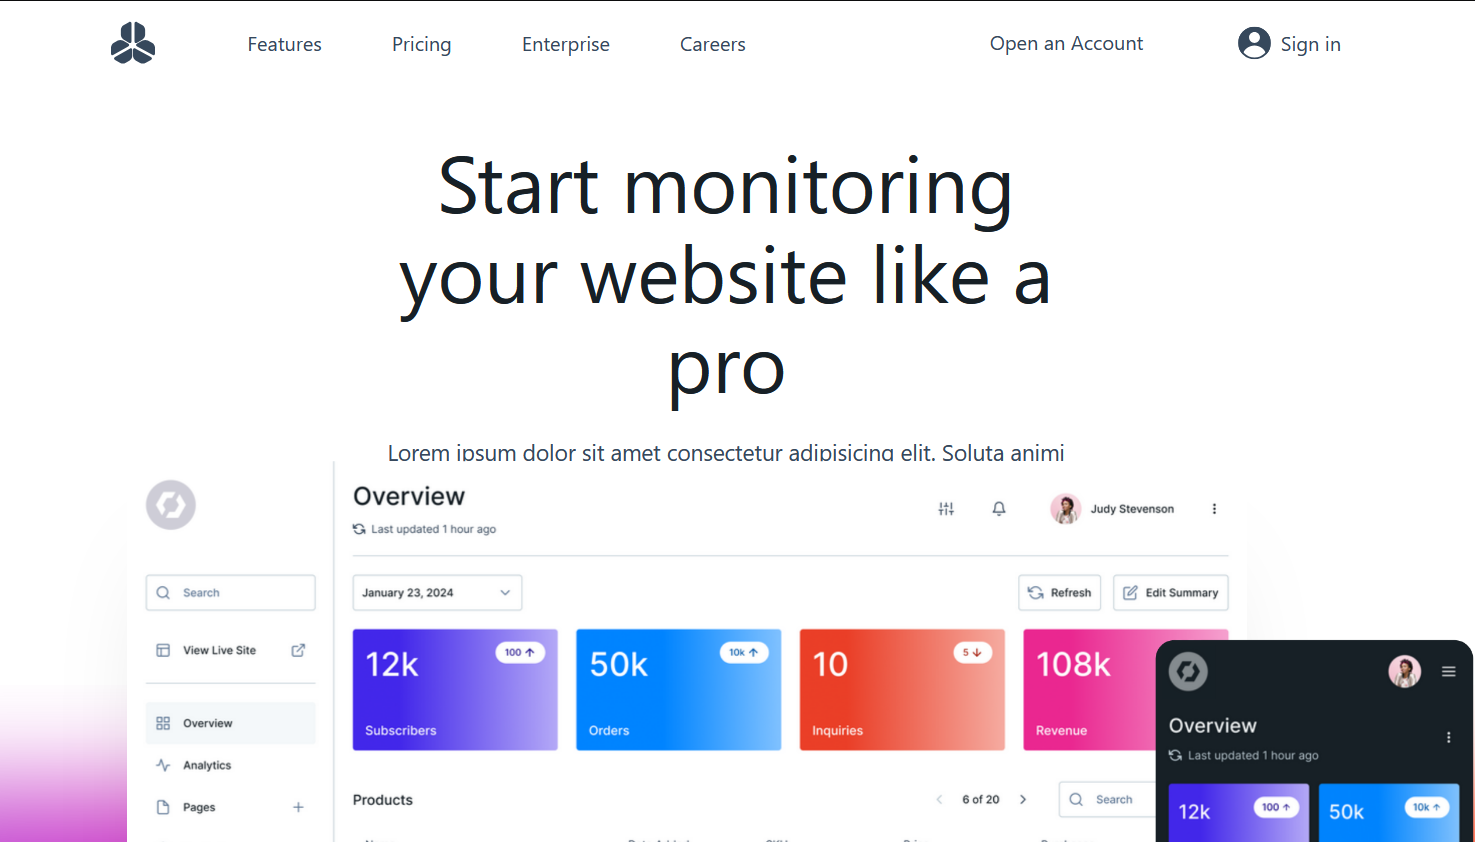 Features
Pricing
Enterprise
Careers
Open an Account
Sign in
Start monitoring
your website like a
pro
Lorem ipsum dolor sit amet consectetur adipisicing elit. Soluta animi
Overview
Last updated 1 hour ago
Judy Stevenson
Search
January 23, 2024
Refresh
Edit Summary
View Live Site
12k
100
Subscribers
50k
10k
Orders
10
5
Inquiries
108k
Revenue
Overview
Analytics
Pages
Products
6 of 20
Search
Overview
Last updated 1 hour ago
12k
100
50k
10k